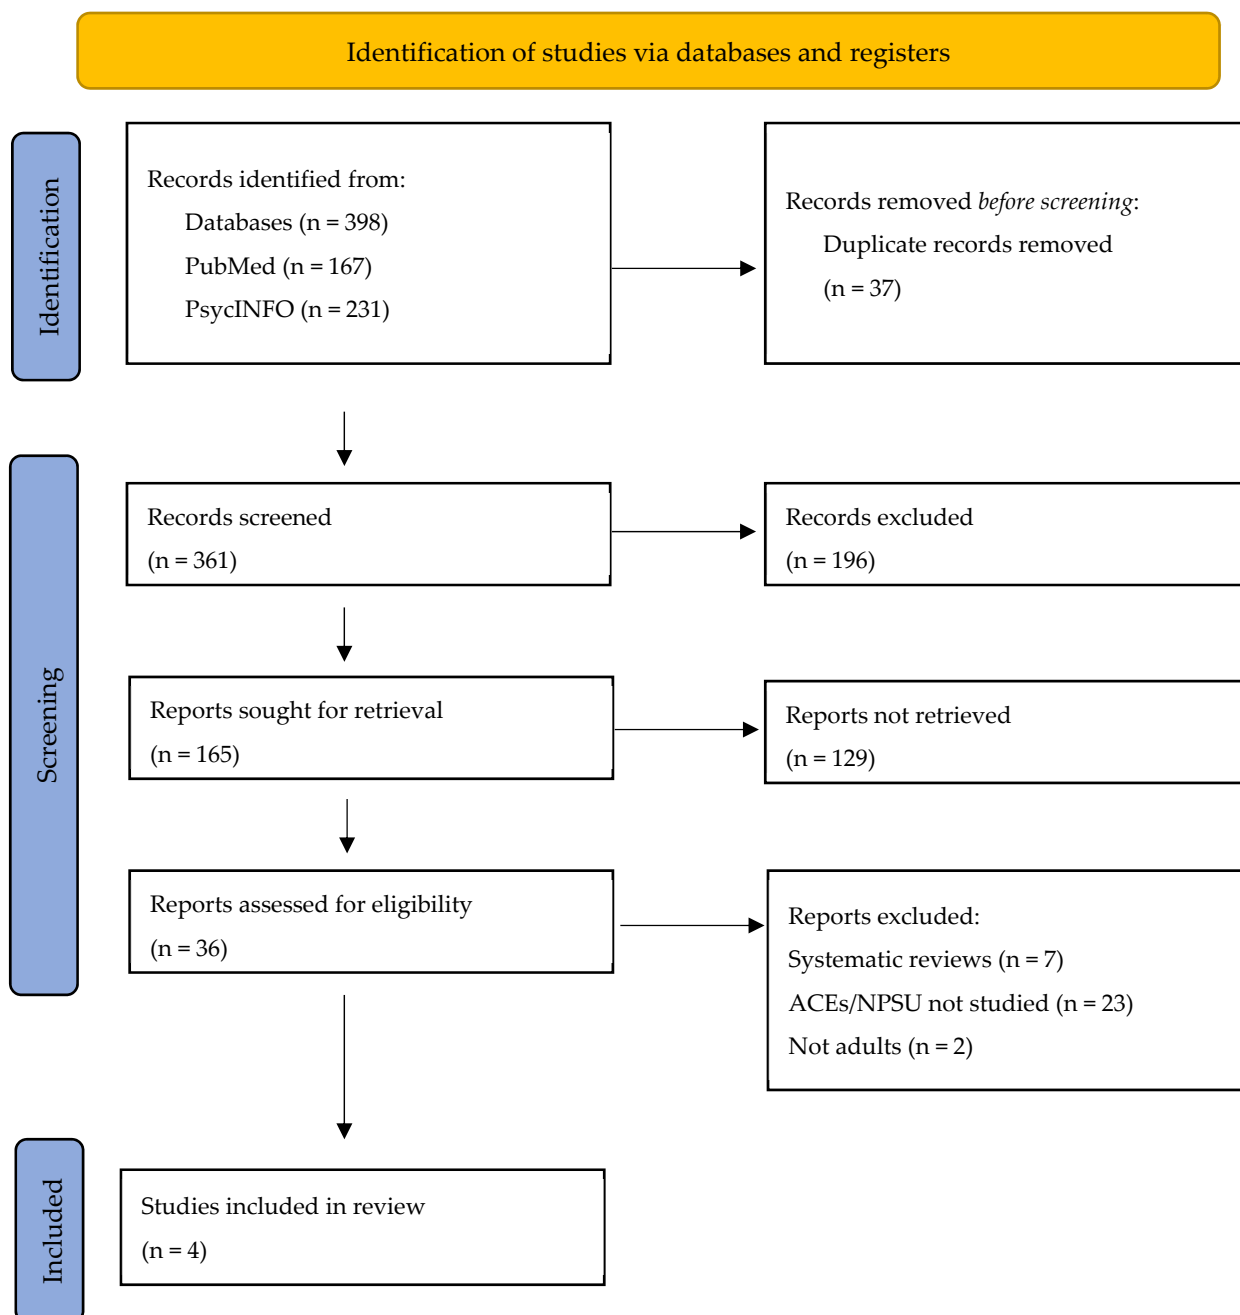 Identification of studies via databases and registers
Identification
Records identified from:
Databases (n = 398)
PubMed (n = 167)
PsycINFO (n = 231)
Records removed before screening:
Duplicate records removed
(n = 37)
Screening
Records screened
(n = 361)
Records excluded
(n = 196)
Reports sought for retrieval
(n = 165)
Reports not retrieved
(n = 129)
Reports assessed for eligibility
(n = 36)
Reports excluded:
Systematic reviews (n = 7)
ACEs/NPSU not studied (n = 23)
Not adults (n = 2)
Included
Studies included in review
(n = 4)